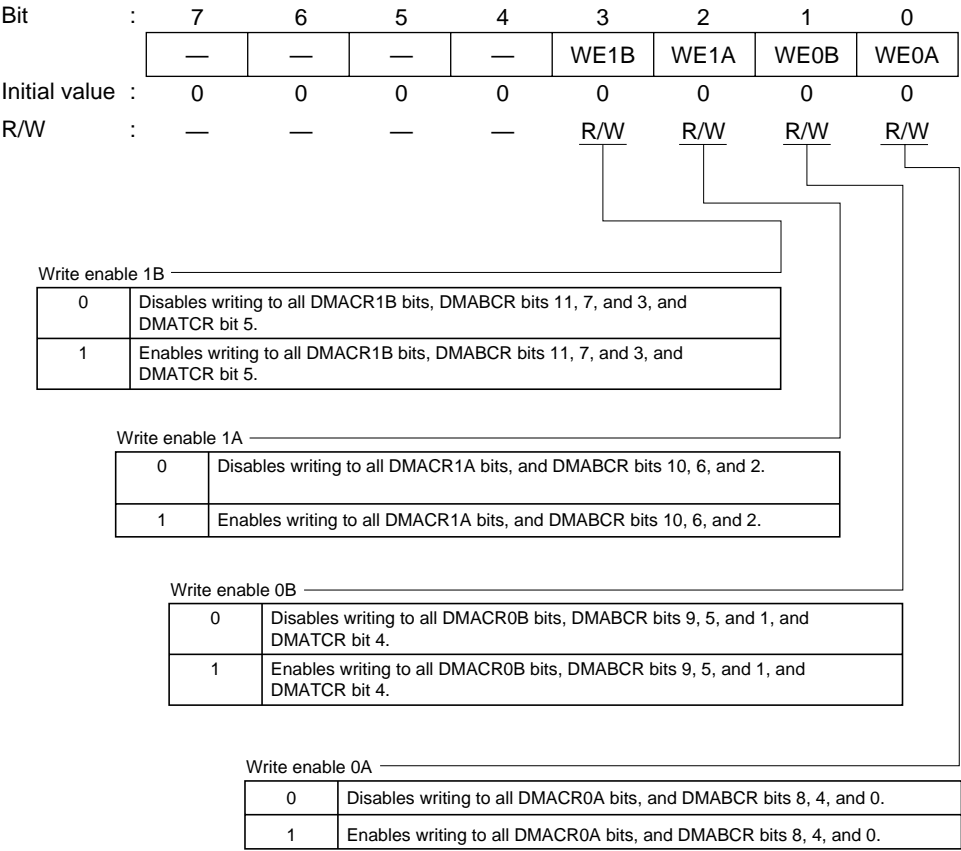 Bit : 7 6 5 4 3 2 1 0
— — — — WE1B WE1A WE0B WE0A
Initial value : 0 0 0 0 0 0 0 0
R/W : — — — — R/W R/W R/W R/W
Write enable 1B
0 Disables writing to all DMACR1B bits, DMABCR bits 11, 7, and 3, and
DMATCR bit 5.
1 Enables writing to all DMACR1B bits, DMABCR bits 11, 7, and 3, and
DMATCR bit 5.
Write enable 1A
0 Disables writing to all DMACR1A bits, and DMABCR bits 10, 6, and 2.
1 Enables writing to all DMACR1A bits, and DMABCR bits 10, 6, and 2.
Write enable 0B
0 Disables writing to all DMACR0B bits, DMABCR bits 9, 5, and 1, and
DMATCR bit 4.
1 Enables writing to all DMACR0B bits, DMABCR bits 9, 5, and 1, and
DMATCR bit 4.
Write enable 0A
0 Disables writing to all DMACR0A bits, and DMABCR bits 8, 4, and 0.
1 Enables writing to all DMACR0A bits, and DMABCR bits 8, 4, and 0.